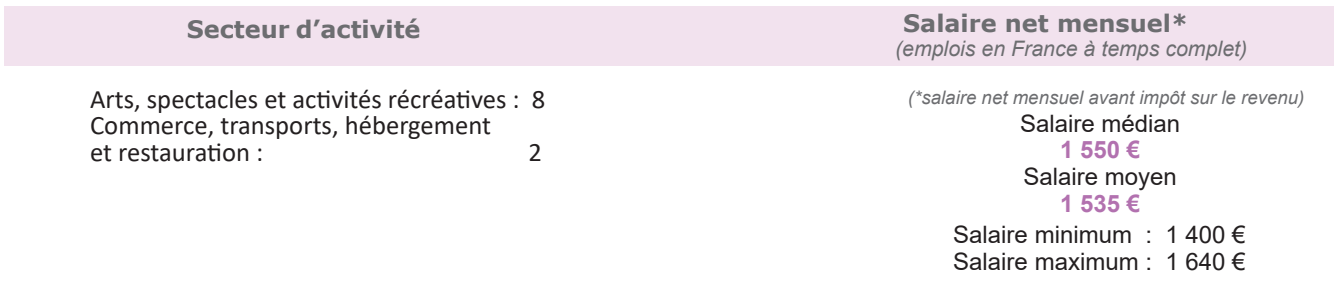 Secteur d’activité
Arts, spectacles et activités récréatives : 8
Commerce, transports, hébergement
et restauration : 2
Salaire net mensuel*
(emplois en France à temps complet)
(*salaire net mensuel avant impôt sur le revenu)
Salaire médian
1 550 €
Salaire moyen
1 535 €
Salaire minimum : 1 400 €
Salaire maximum : 1 640 €